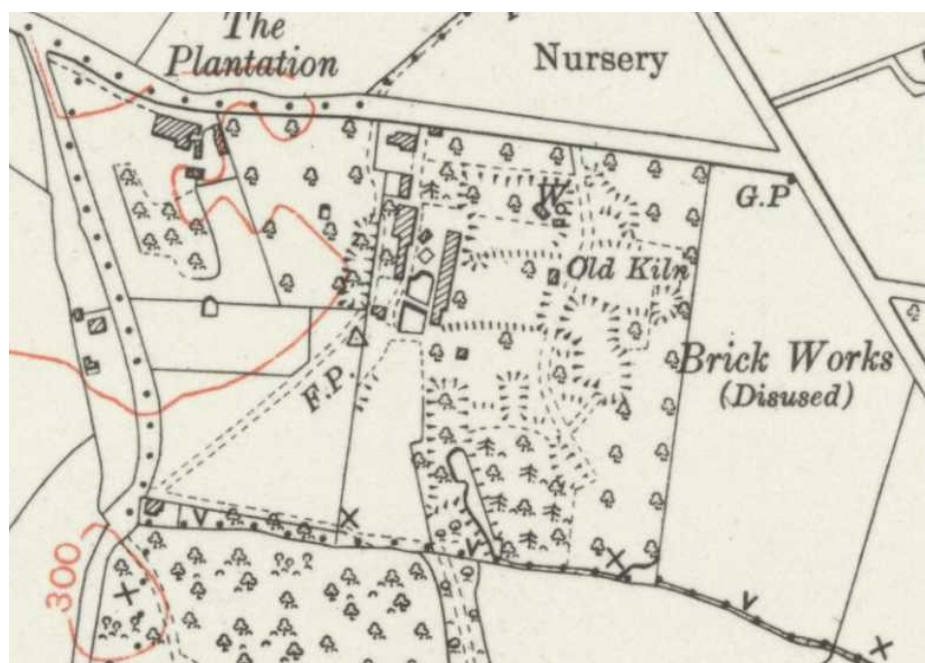 The
Plantation
Nursery
W
G.P
Old Kiln
Brick Works
(Disused)
F.P.
300